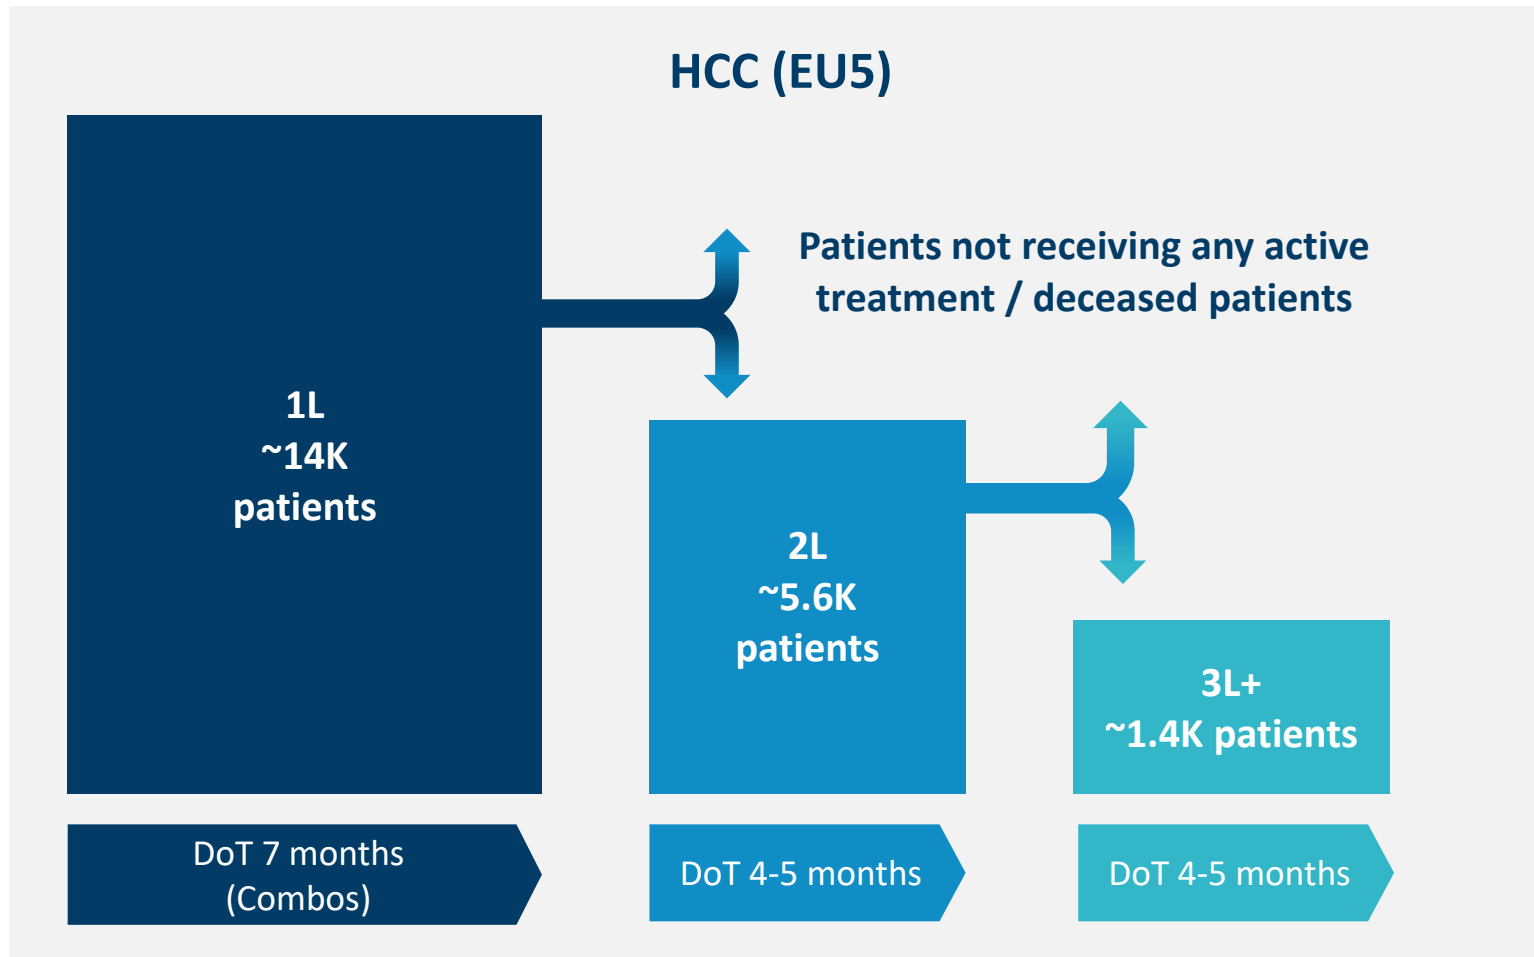 HCC (EU5)
Patients not receiving any active
treatment / deceased patients
1L
~14K
patients
2L
~5.6K
patients
3L+
~1.4K patients
DoT 7 months
(Combos)
DoT 4-5 months
DoT 4-5 months